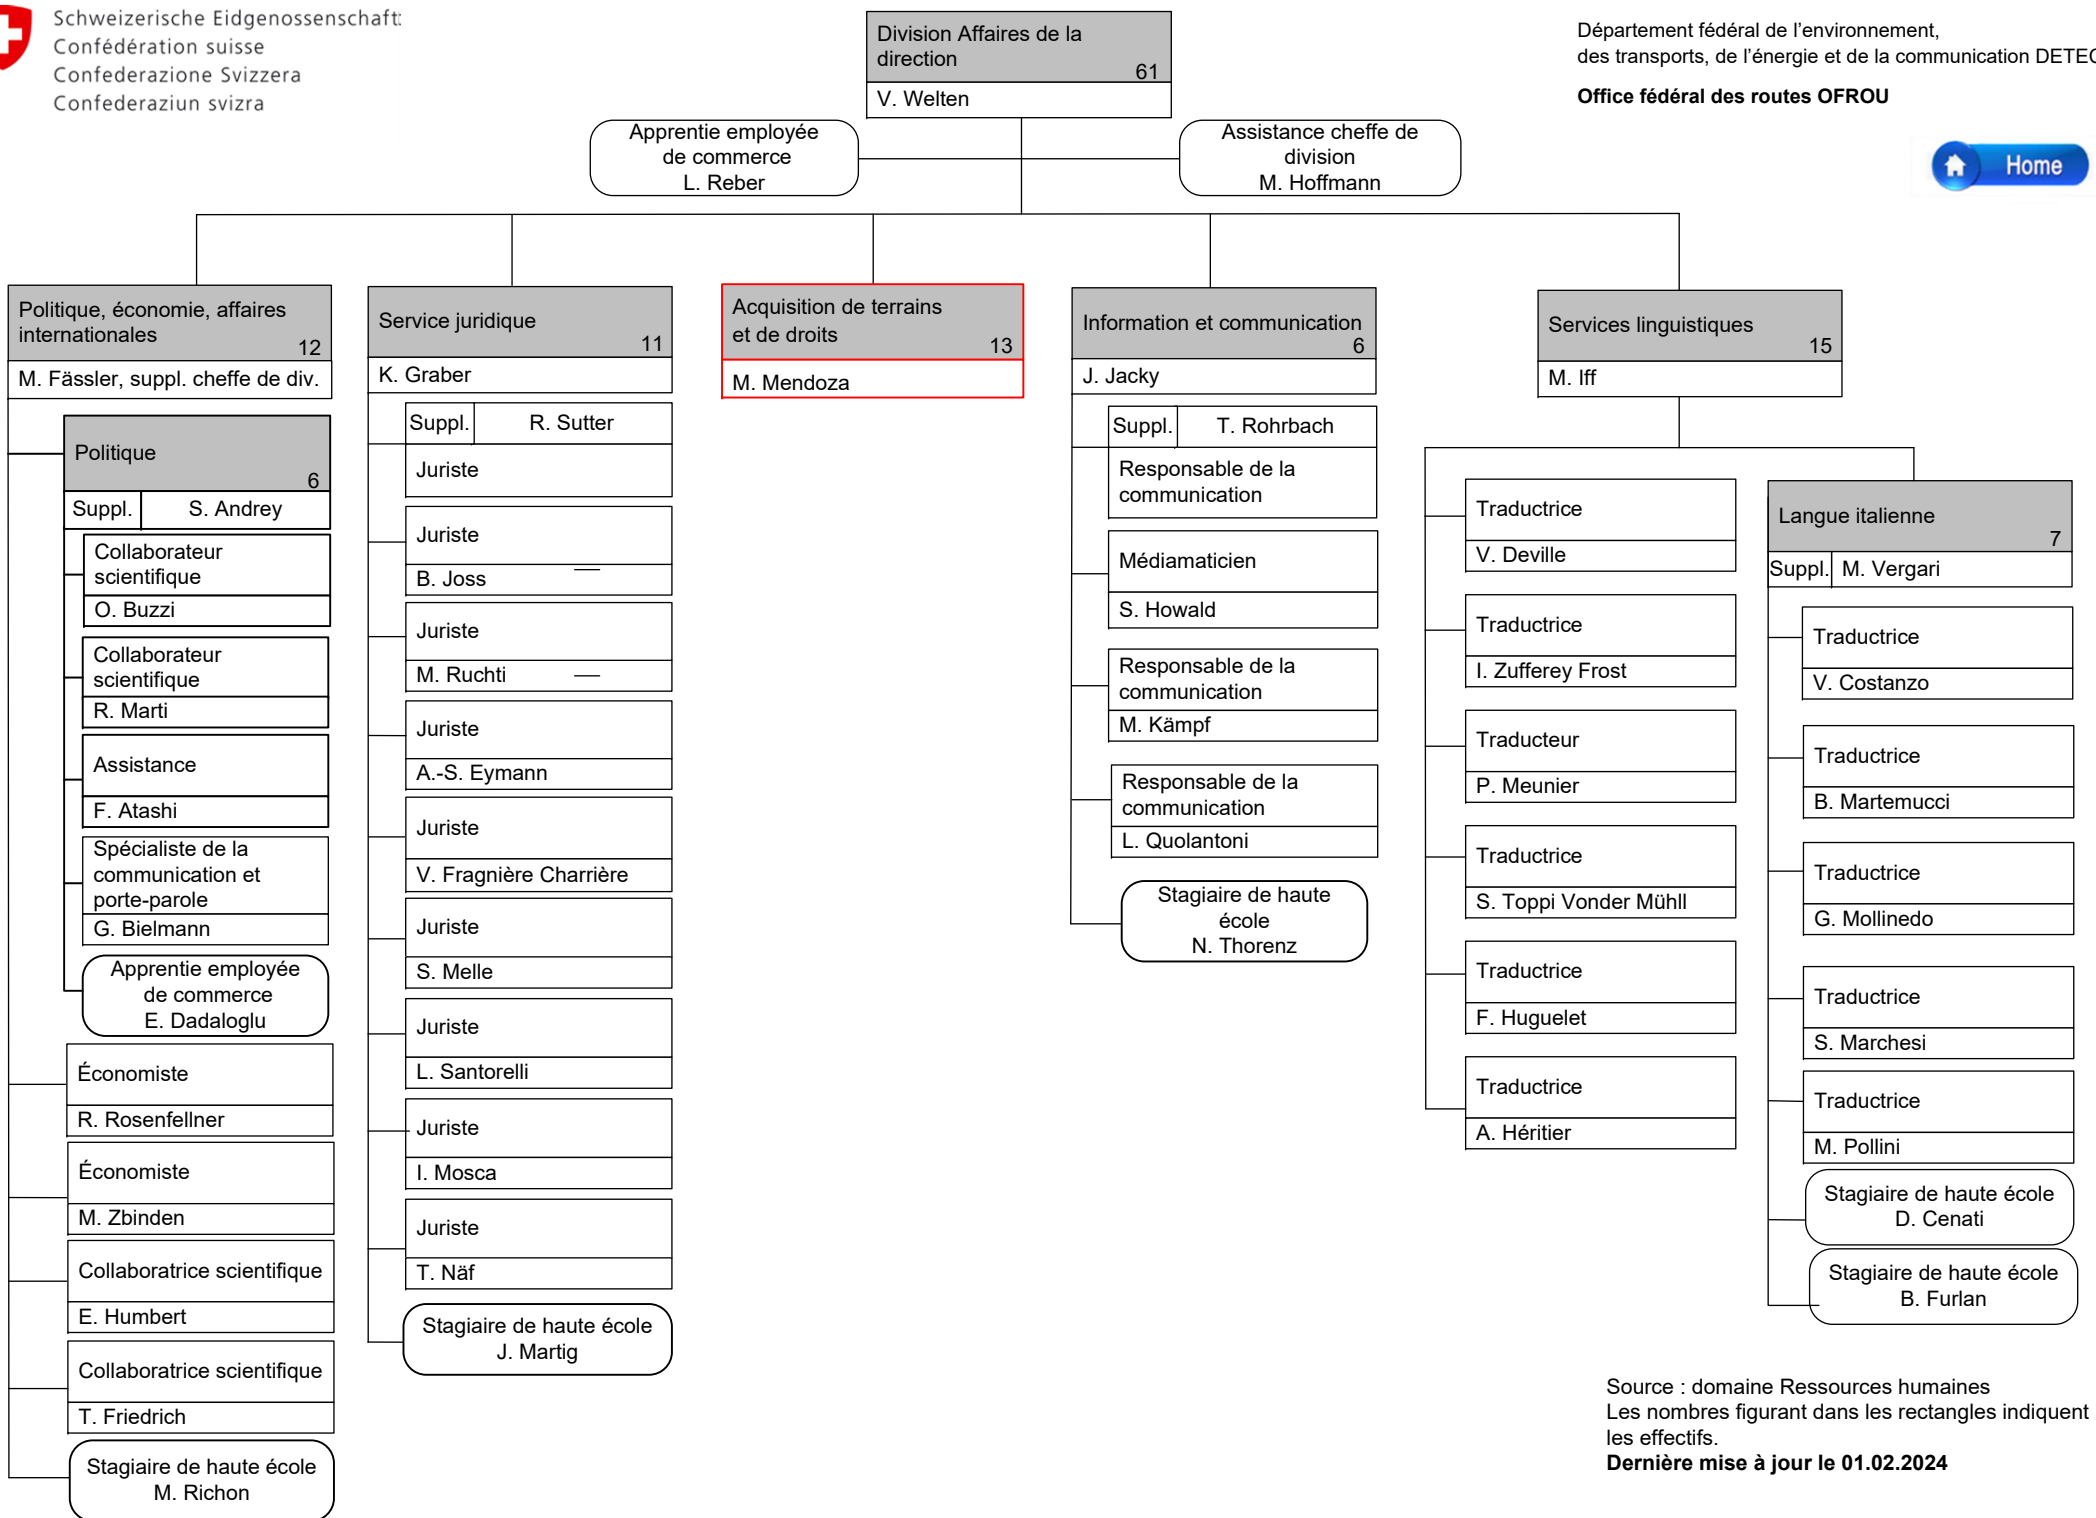 Schweizerische Eidgenossenschaft
Confédération suisse
Confederazione Svizzera
Confederaziun svizra
Division Affaires de la
direction
61
V. Welten
Département fédéral de l'environnement,
des transports, de l'énergie et de la communication DETEC
Office fédéral des routes OFROU
Home
Apprentie employée
de commerce
L. Reber
Assistance cheffe de
division
M. Hoffmann
Politique, économie, affaires
internationales
12
M. Fässler, suppl. cheffe de div.
Politique
6
Suppl.
S. Andrey
Collaborateur
scientifique
O. Buzzi
Collaborateur
scientifique
R. Marti
Assistance
F. Atashi
Spécialiste de la
communication et
porte-parole
G. Bielmann
Apprentie employée
de commerce
E. Dadaloglu
Économiste
R. Rosenfellner
Économiste
M. Zbinden
Collaboratrice scientifique
E. Humbert
Collaboratrice scientifique
T. Friedrich
Stagiaire de haute école
M. Richon
Service juridique
11
K. Graber
Suppl.
R. Sutter
Juriste
Juriste
B. Joss
Juriste
M. Ruchti
Juriste
A.-S. Eymann
Juriste
V. Fragnière Charrière
Juriste
S. Melle
Juriste
L. Santorelli
Juriste
I. Mosca
Juriste
T. Näf
Stagiaire de haute école
J. Martig
Acquisition de terrains
et de droits
13
M. Mendoza
Information et communication
6
J. Jacky
Suppl.
T. Rohrbach
Responsable de la
communication
Médiamaticien
S. Howald
Responsable de la
communication
M. Kämpf
Responsable de la
communication
L. Quolantoni
Stagiaire de haute
école
N. Thorenz
Services linguistiques
15
M. Iff
Traductrice
V. Deville
Traductrice
I. Zufferey Frost
Traducteur
P. Meunier
Traductrice
S. Toppi Vonder Mühll
Traductrice
F. Huguelet
Traductrice
A. Héritier
Langue italienne
7
Suppl.
M. Vergari
Traductrice
V. Costanzo
Traductrice
B. Martemucci
Traductrice
G. Mollinedo
Traductrice
S. Marchesi
Traductrice
M. Pollini
Stagiaire de haute école
D. Cenati
Stagiaire de haute école
B. Furlan
Source : domaine Ressources humaines
Les nombres figurant dans les rectangles indiquent
les effectifs.
Dernière mise à jour le 01.02.2024